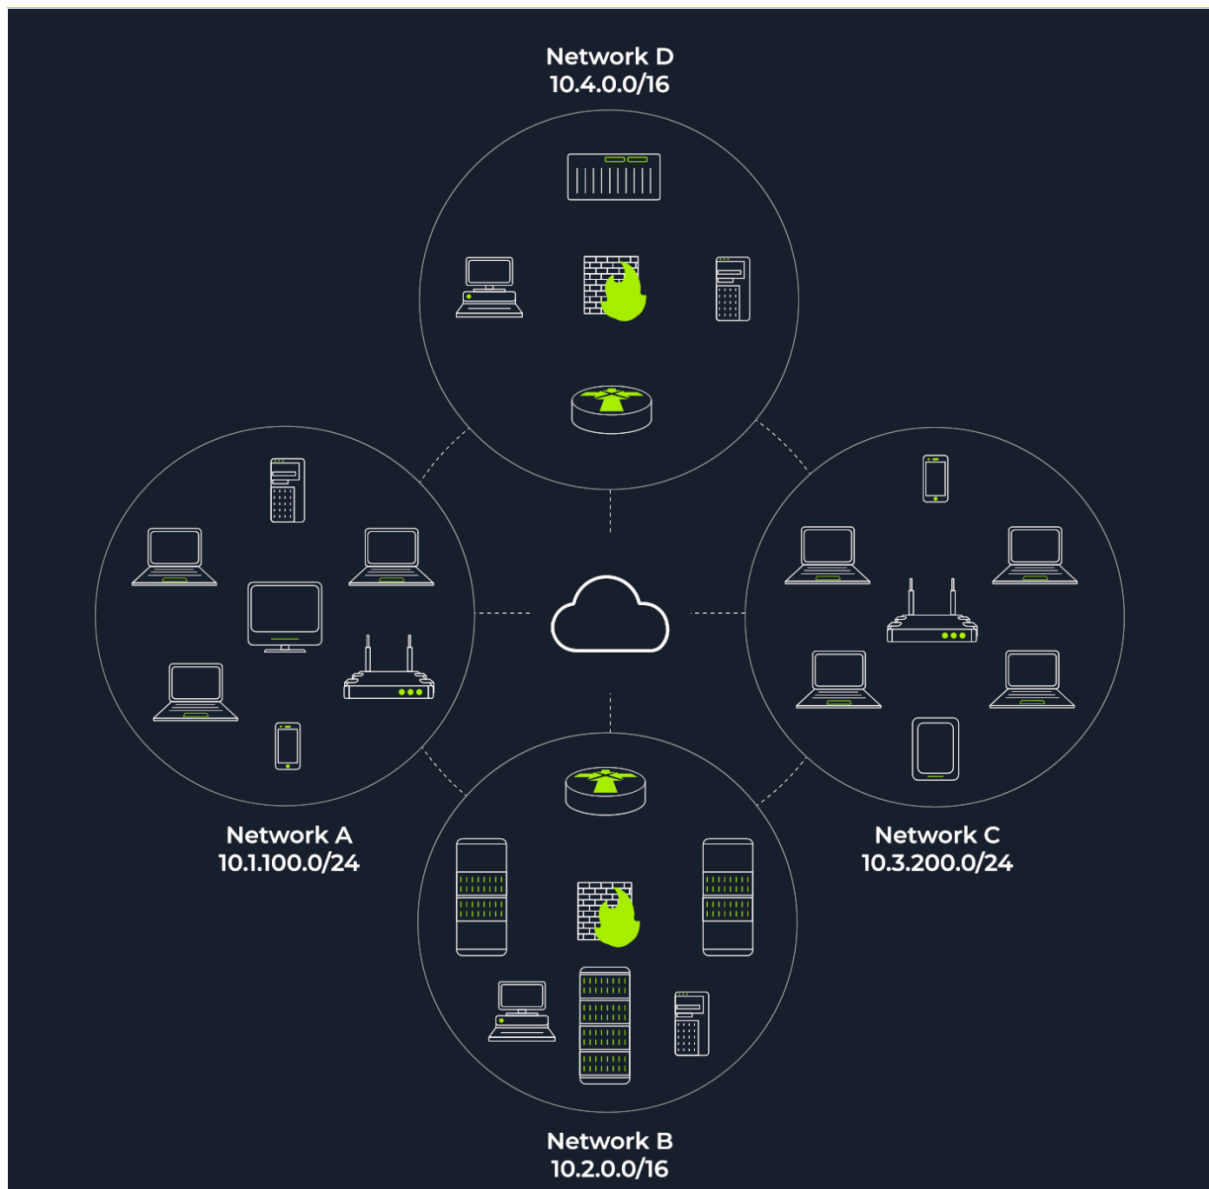 Network D
10.4.0.0/16
Network A
10.1.100.0/24
Network C
10.3.200.0/24
Network B
10.2.0.0/16